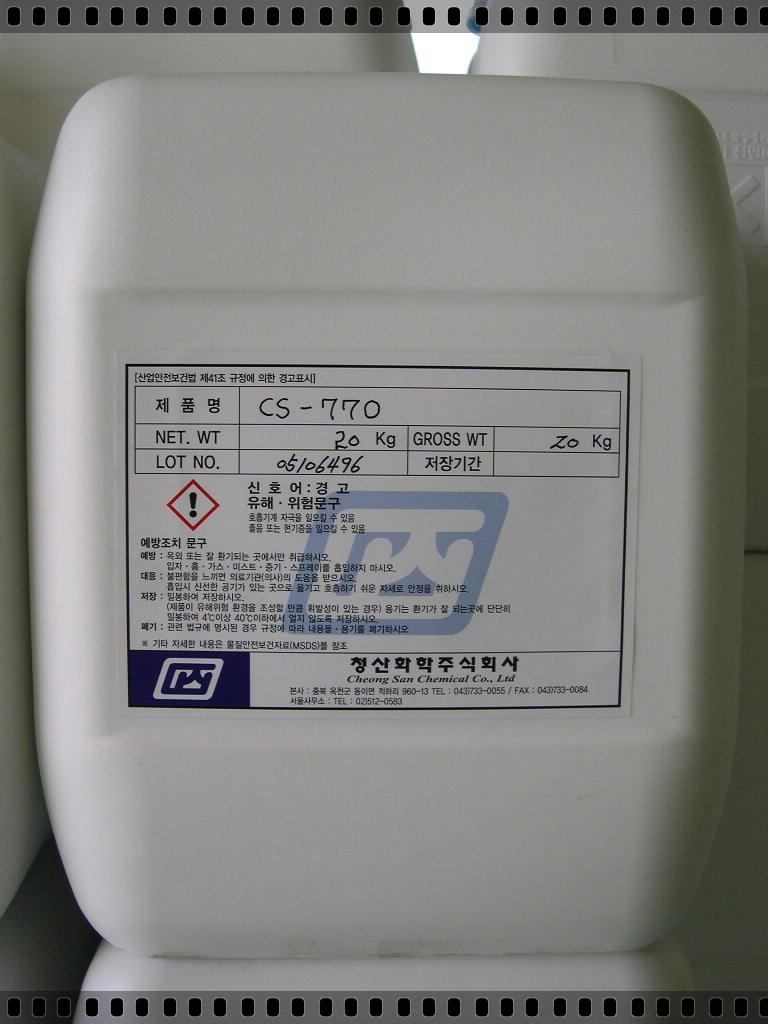 [산업안전보건법 제41조 규정에 의한 경고표시]
제 품 명 CS-770
NET. WT 20 Kg GROSS WT 20 Kg
LOT NO. 05106496 저장기간
신 호 어 : 경 고
유해 · 위험문구
호흡기계 자극을 일으킬 수 있음
졸음 또는 현기증을 일으킬 수 있음
예방조치 문구
예방 : 옥외 또는 잘 환기되는 곳에서만 취급하시오.
입자 · 흄 · 가스 · 미스트 · 증기 · 스프레이를 흡입하지 마시오.
대응 : 불편함을 느끼면 의료기관(의사)의 도움을 받으시오.
흡입시 신선한 공기가 있는 곳으로 옮기고 호흡하기 쉬운 자세로 안정을 취하시오.
저장 : 밀봉하여 저장하시오.
(제품이 유해위험 환경을 조성할 만큼 휘발성이 있는 경우) 용기는 환기가 잘 되는곳에 단단히
밀봉하여 4℃이상 40℃이하에서 얼지 않도록 저장하시오.
폐기 : 관련 법규에 명시된 경우 규정에 따라 내용물 · 용기를 폐기하시오
※ 기타 자세한 내용은 물질안전보건자료(MSDS)를 참조
청산화학주식회사
Cheong San Chemical Co., Ltd
본사 : 충북 옥천군 동이면 적하리 960-13 TEL : 043)733-0055 / FAX : 043)733-0084
서울사무소 : TEL : 02)512-0583